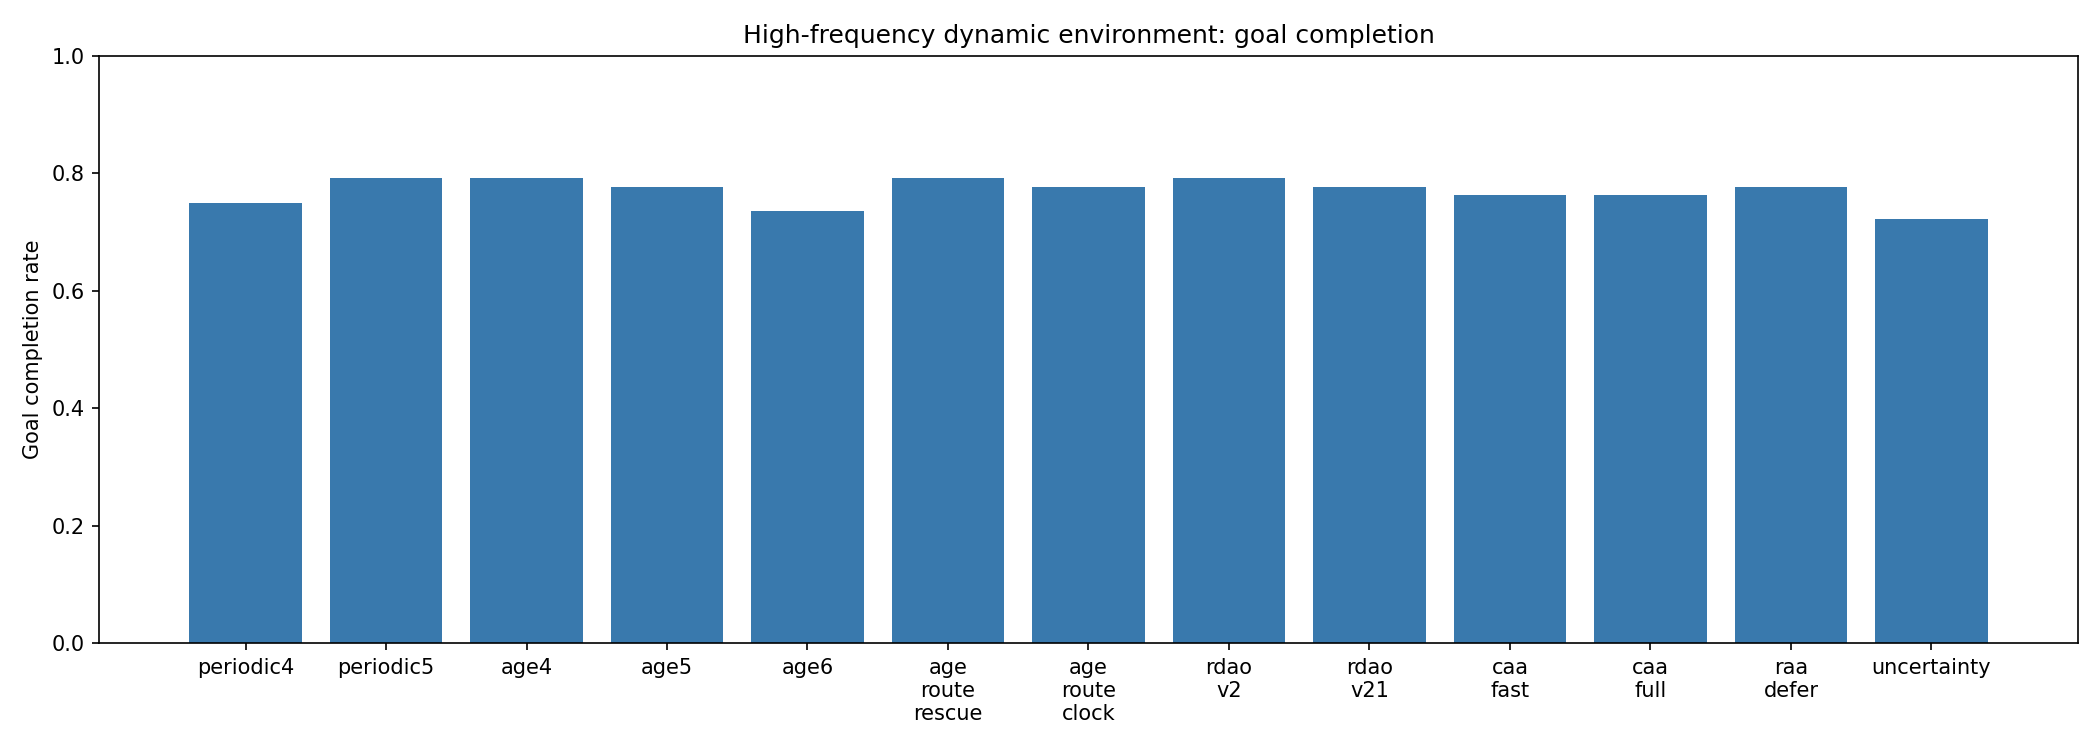 High-frequency dynamic environment: goal completion
Goal completion rate
1.0
0.8
0.6
0.4
0.2
0.0
periodic4
periodic5
age4
age5
age6
age
route
rescue
age
route
clock
rdao
v2
rdao
v21
caa
fast
caa
full
raa
defer
uncertainty